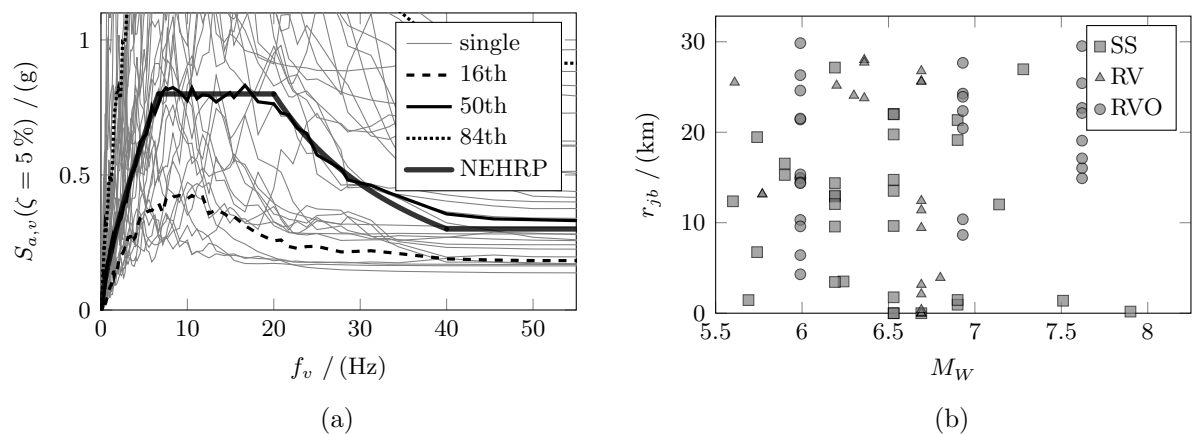 S_{a,v}(ζ = 5 %) / (g)
1
0.5
0
0 10 20 30 40 50
f_v / (Hz)
single
16th
50th
84th
NEHRP
(a)
r_{jb} / (km)
30
20
10
0
5.5 6 6.5 7 7.5 8
M_W
SS
RV
RVO
(b)